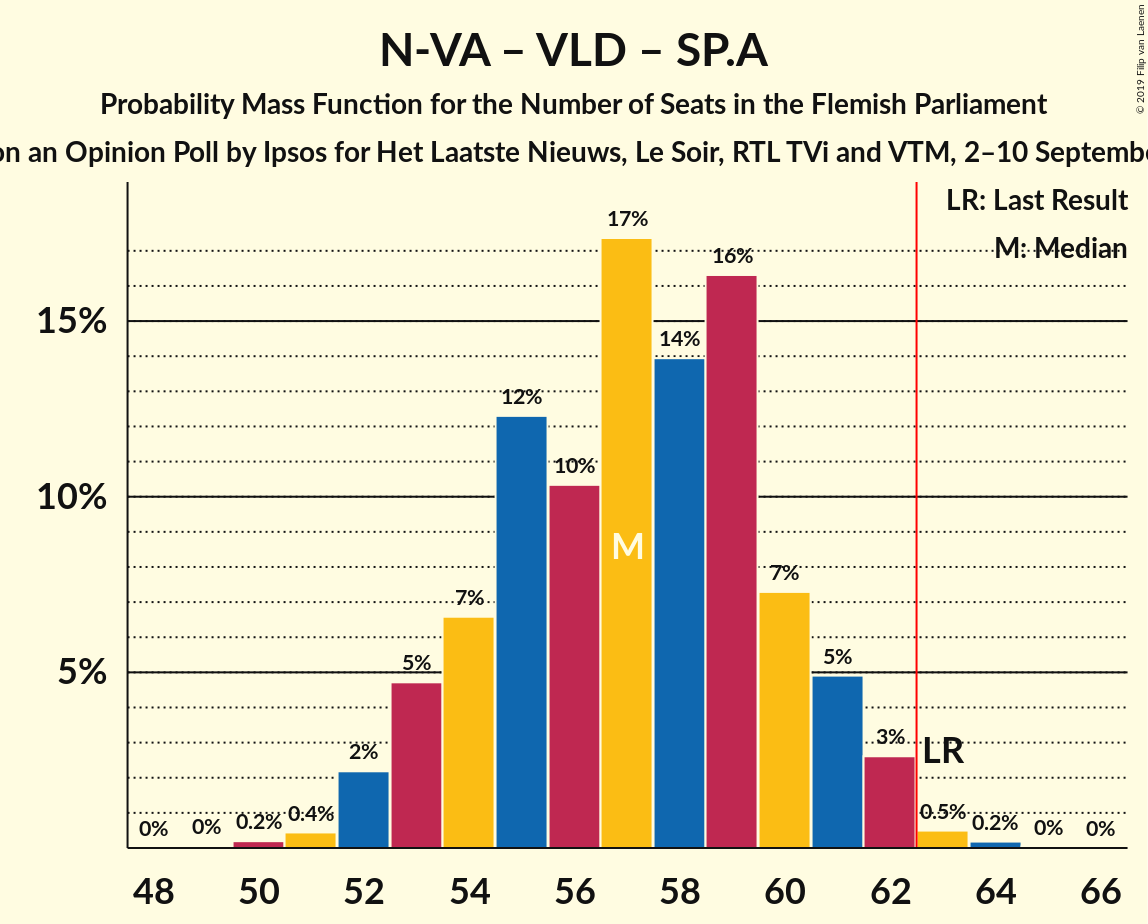 N-VA – VLD – SP.A
Probability Mass Function for the Number of Seats in the Flemish Parliament
on an Opinion Poll by Ipsos for Het Laatste Nieuws, Le Soir, RTL TVi and VTM, 2–10
© 2019 Filip van Laenen
LR: Last Result
M: Median
17%
16%
15%
14%
12%
10%
10%
M
7%
7%
5%
5%
5%
2%
3%
LR
0%
0%
0.2%
0.4%
0.5%
0.2%
0%
0%
48 50 52 54 56 58 60 62 64 66